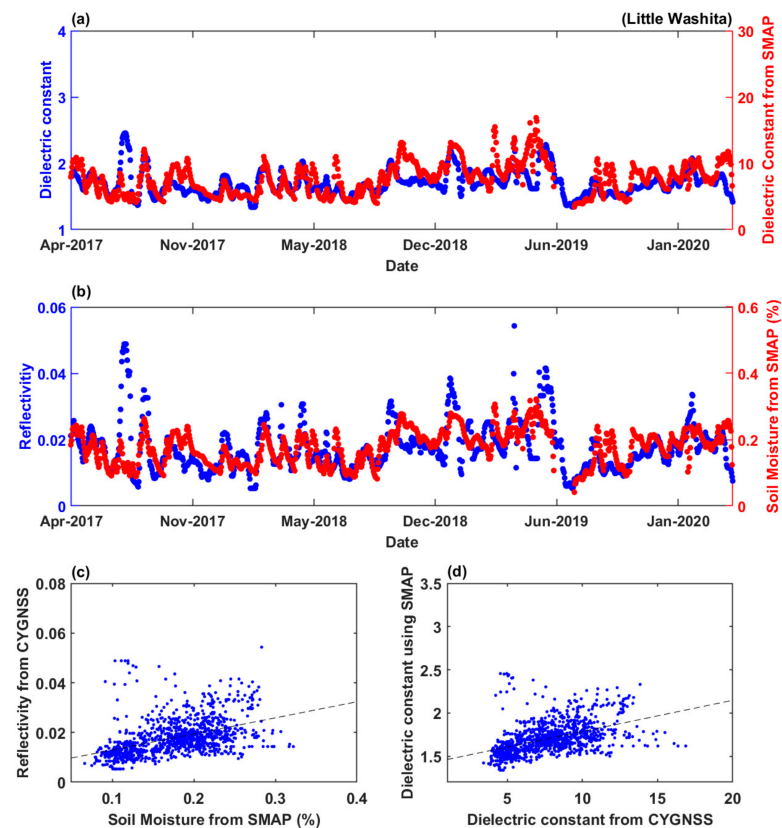 (a)
(Little Washita)
Dielectric constant
4
3
2
1
30
20
10
0
Dielectric Constant from SMAP
Apr-2017 Nov-2017 May-2018 Dec-2018 Jun-2019 Jan-2020
Date
(b)
Reflectivitiy
0.06
0.04
0.02
0
0.6
0.4
0.2
0
Soil Moisture from SMAP (%)
Apr-2017 Nov-2017 May-2018 Dec-2018 Jun-2019 Jan-2020
Date
(c)
Reflectivity from CYGNSS
0.08
0.06
0.04
0.02
0
0.1 0.2 0.3 0.4
Soil Moisture from SMAP (%)
(d)
Dielectric constant using SMAP
3.5
3
2.5
2
1.5
5 10 15 20
Dielectric constant from CYGNSS